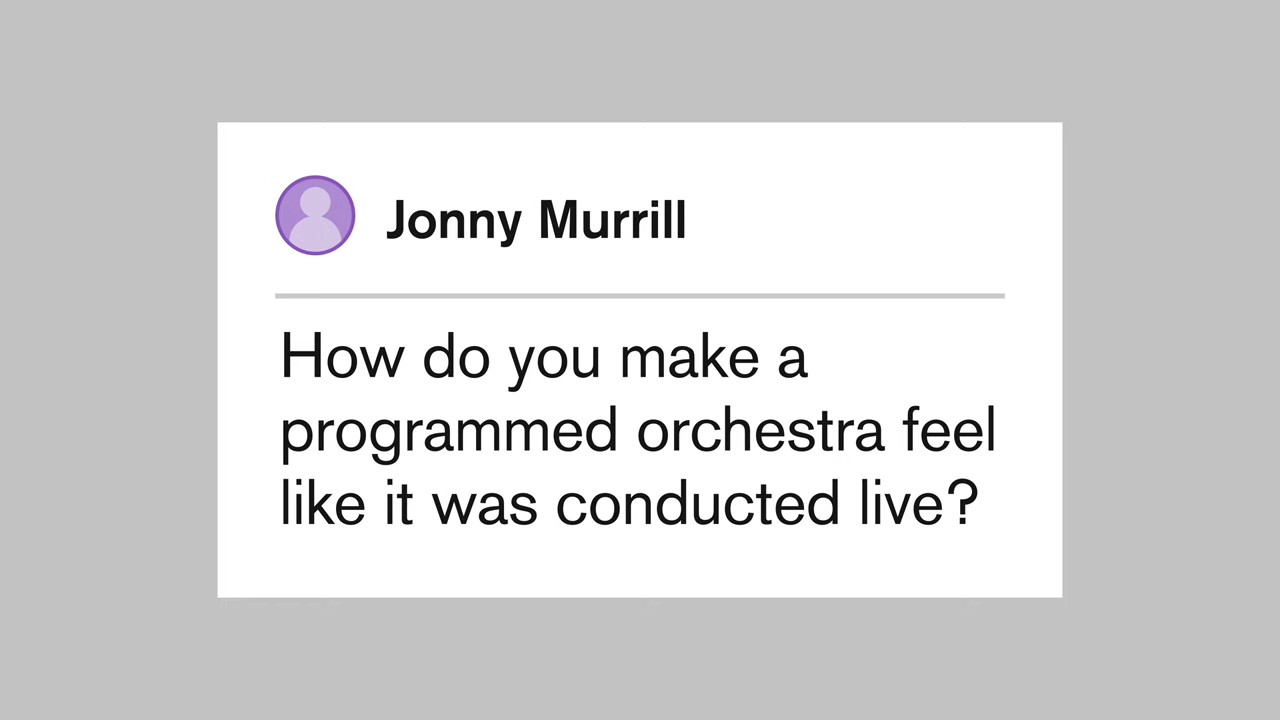 Jonny Murrill
How do you make a
programmed orchestra feel
like it was conducted live?